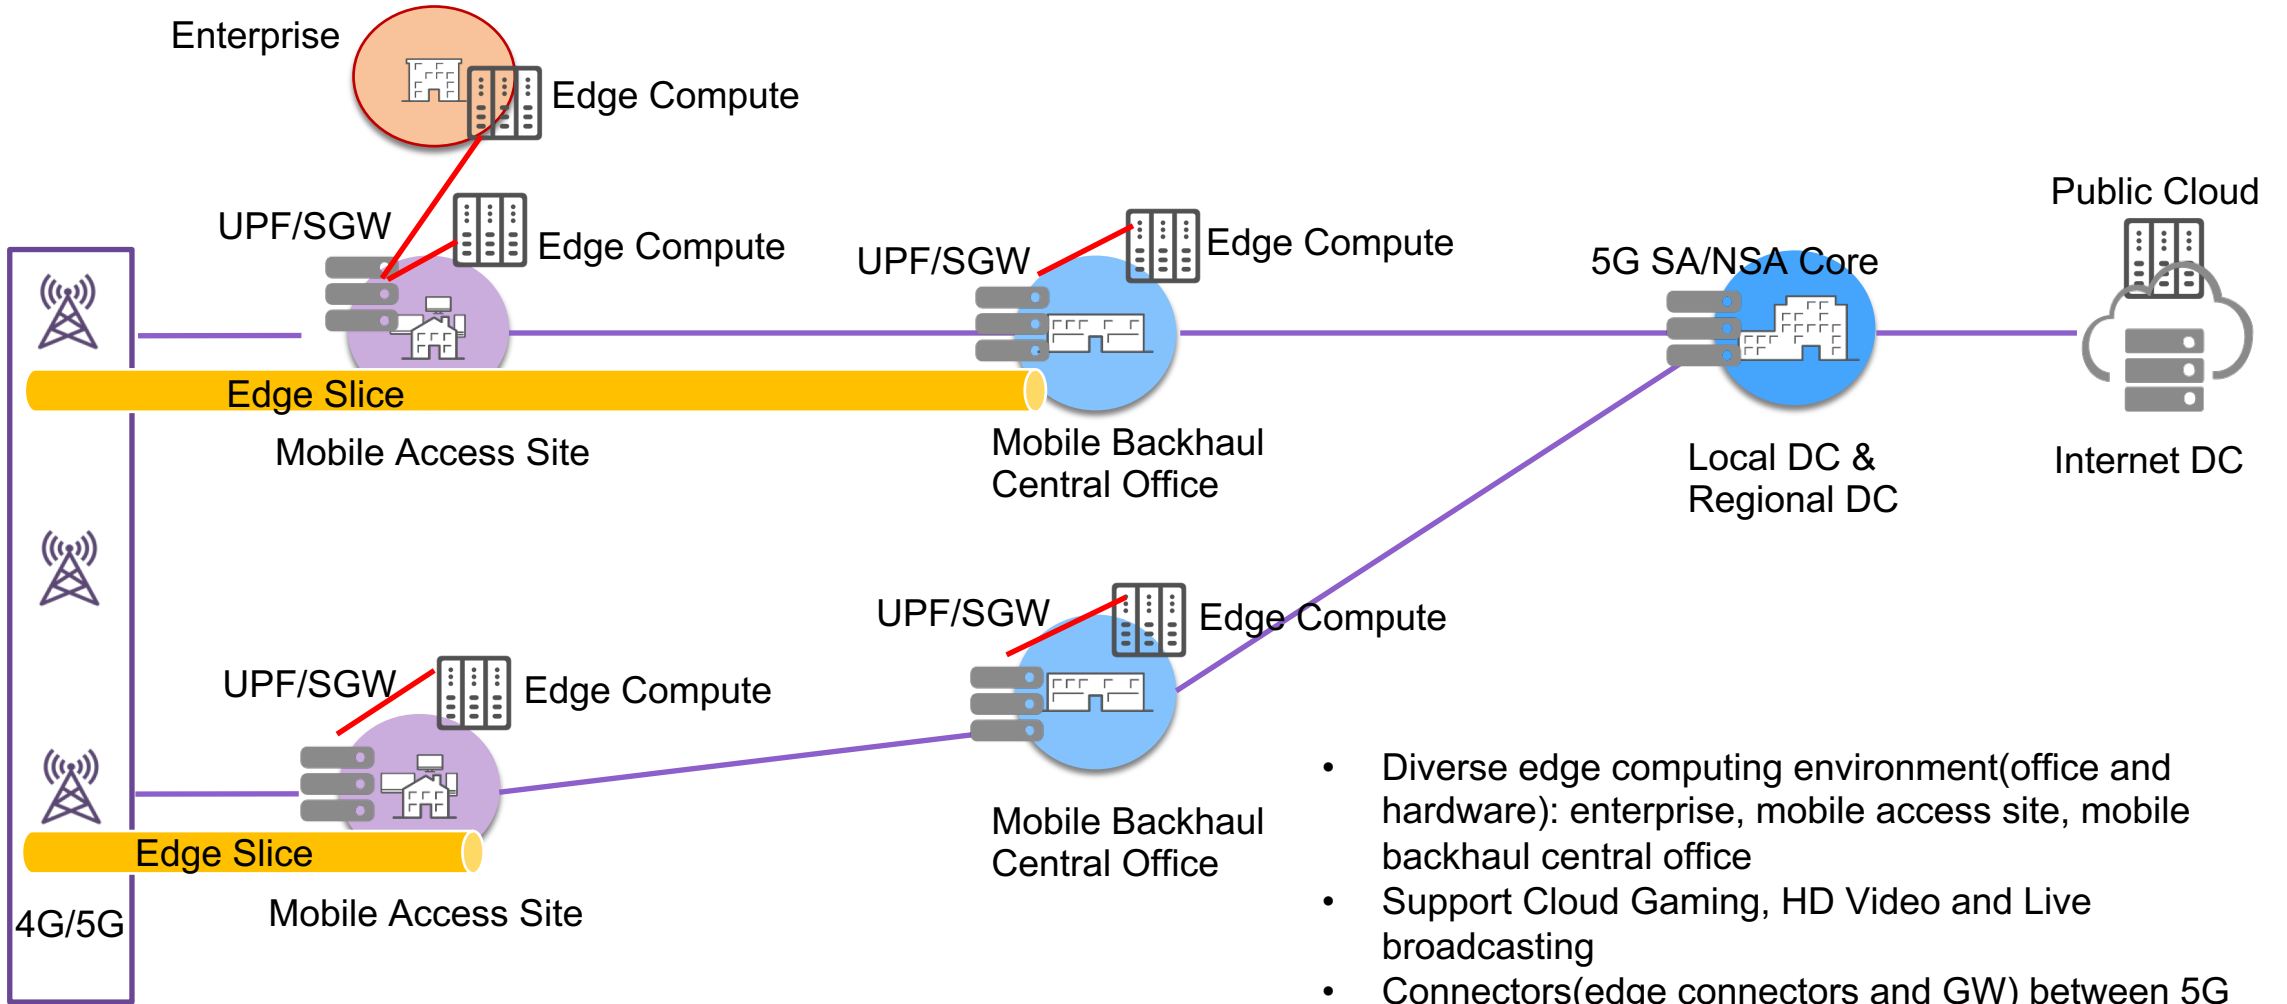 Enterprise
Edge Compute
Public Cloud
UPF/SGW
Edge Compute
UPF/SGW
Edge Compute
5G SA/NSA Core
Edge Slice
Mobile Access Site
Mobile Backhaul
Central Office
Local DC &
Regional DC
Internet DC
UPF/SGW
Edge Compute
UPF/SGW
Edge Compute
Edge Slice
Mobile Access Site
4G/5G
Mobile Backhaul
Central Office
• Diverse edge computing environment(office and
hardware): enterprise, mobile access site, mobile
backhaul central office
• Support Cloud Gaming, HD Video and Live
broadcasting
• Connectors(edge connectors and GW) between 5G